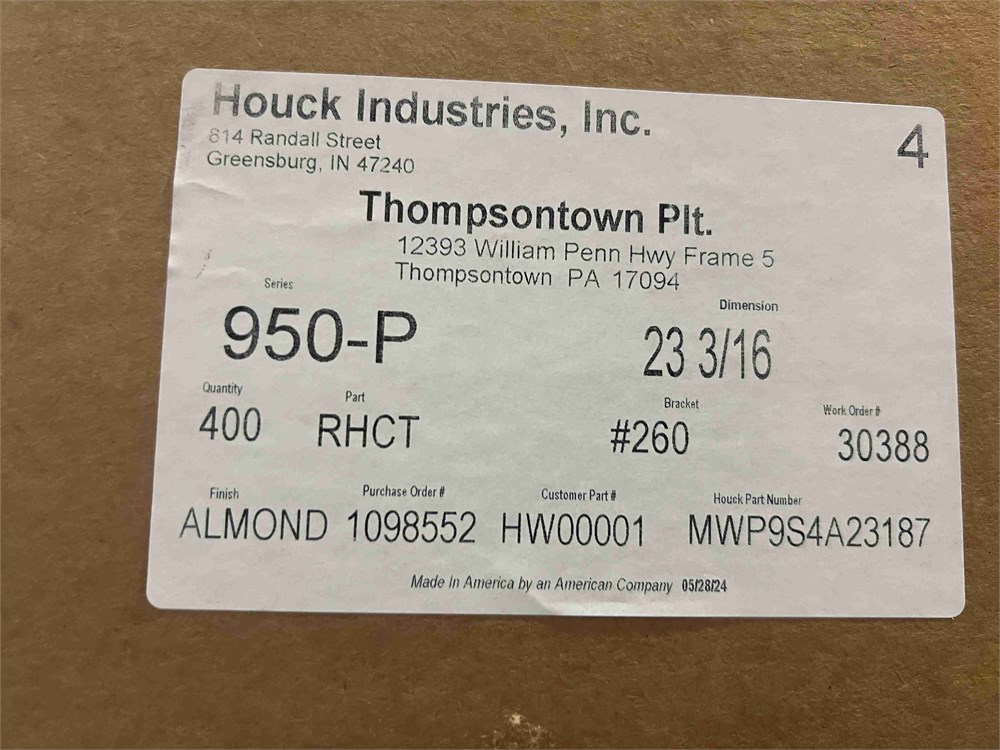 Houck Industries, Inc.
4
814 Randall Street
Greensburg, IN 47240
Thompsontown Plt.
12393 William Penn Hwy Frame 5
Thompsontown PA 17094
Series
Dimension
950-P
23 3/16
Quantity
Part
Bracket
Work Order #
400
RHCT
#260
30388
Finish
Purchase Order #
Customer Part #
Houck Part Number
ALMOND
1098552
HW00001
MWP9S4A23187
Made In America by an American Company 05/28/24